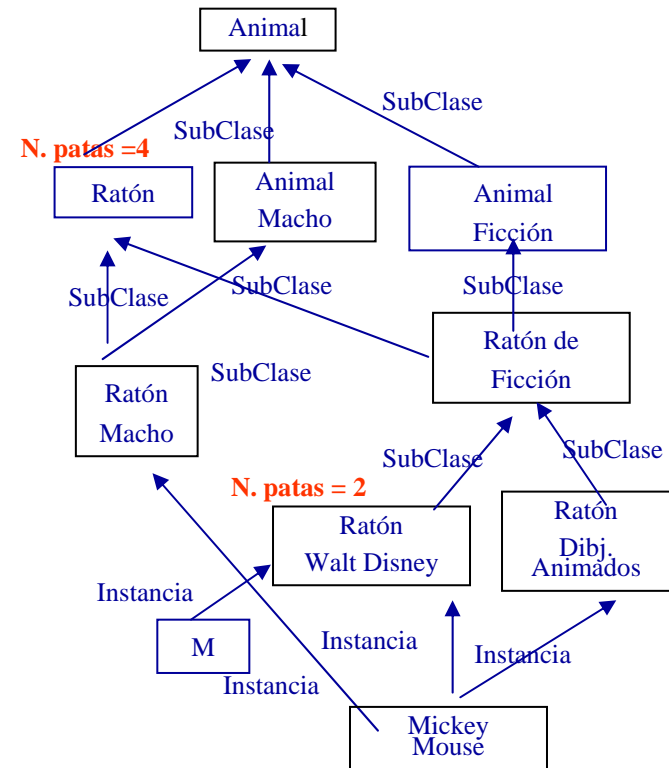 Animal
SubClase
SubClase
N. patas =4
Ratón
Animal
Macho
Animal
Ficción
SubClase
SubClase
SubClase
Ratón de
Ficción
SubClase
Ratón
Macho
SubClase
SubClase
N. patas = 2
Ratón
Walt Disney
Ratón
Dibj.
Animados
Instancia
M
Instancia
Instancia
Instancia
Mickey
Mouse